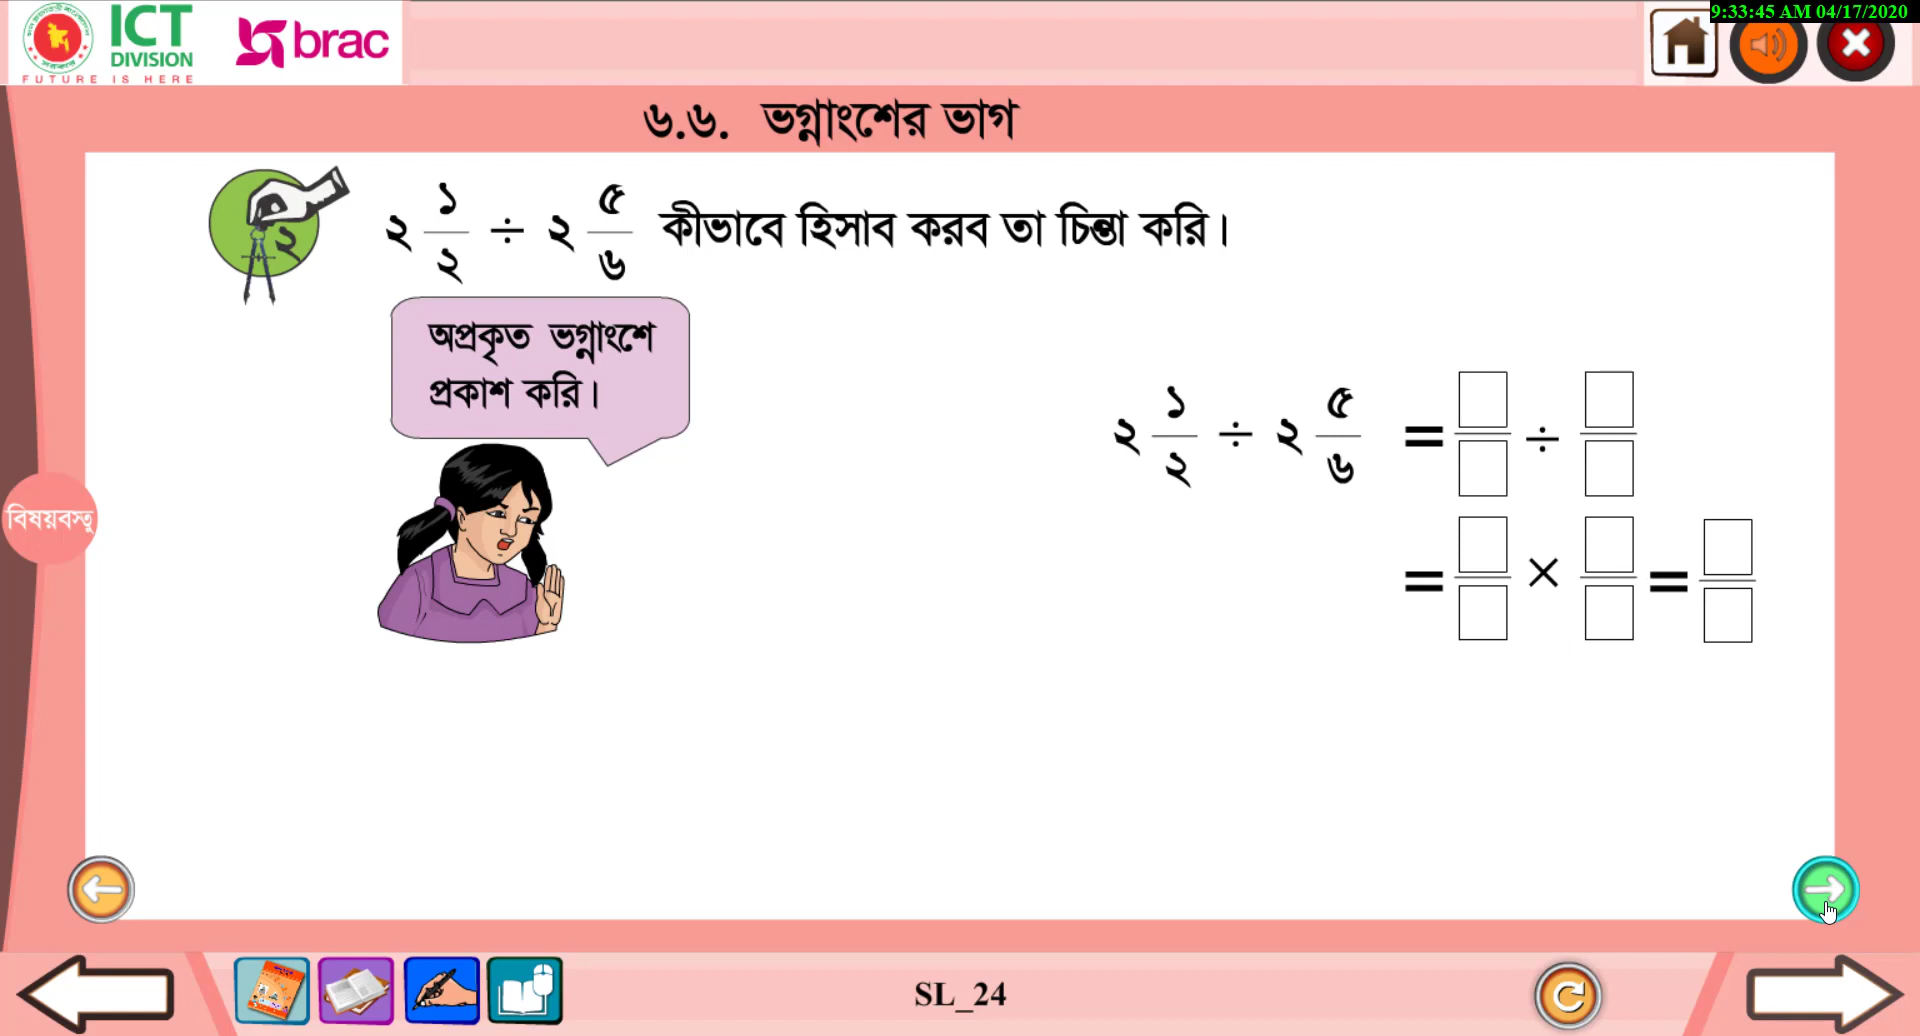 9:33:45 AM 04/17/2020
ICT
DIVISION
FUTURE IS HERE
brac
৬.৬. ভগ্নাংশের ভাগ
২
২ ১/২ ÷ ২ ৫/৬ কীভাবে হিসাব করব তা চিন্তা করি।
অপ্রকৃত ভগ্নাংশে
প্রকাশ করি।
২ ১/২ ÷ ২ ৫/৬ = □/□ ÷ □/□
= □/□ × □/□ = □/□
বিষয়বস্তু
SL_24